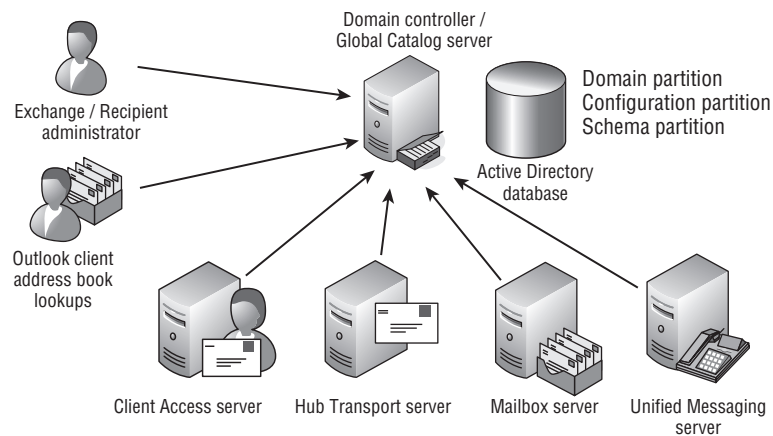 Domain controller /
Global Catalog server
Exchange / Recipient
administrator
Domain partition
Configuration partition
Schema partition
Active Directory
database
Outlook client
address book
lookups
Client Access server
Hub Transport server
Mailbox server
Unified Messaging
server